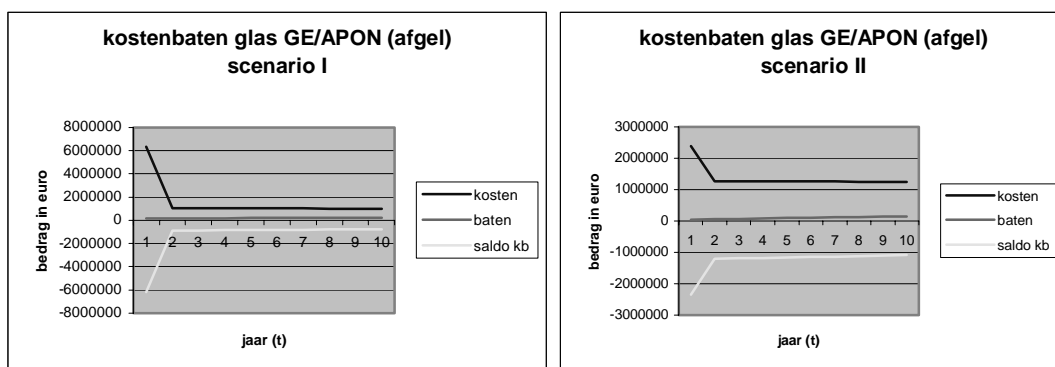 kostenbaten glas GE/APON (afgel)
scenario I
bedrag in euro
8000000
6000000
4000000
2000000
0
-2000000
-4000000
-6000000
-8000000
1 2 3 4 5 6 7 8 9 10
jaar (t)
kosten
baten
saldo kb
kostenbaten glas GE/APON (afgel)
scenario II
bedrag in euro
3000000
2000000
1000000
0
-1000000
-2000000
-3000000
1 2 3 4 5 6 7 8 9 10
jaar (t)
kosten
baten
saldo kb